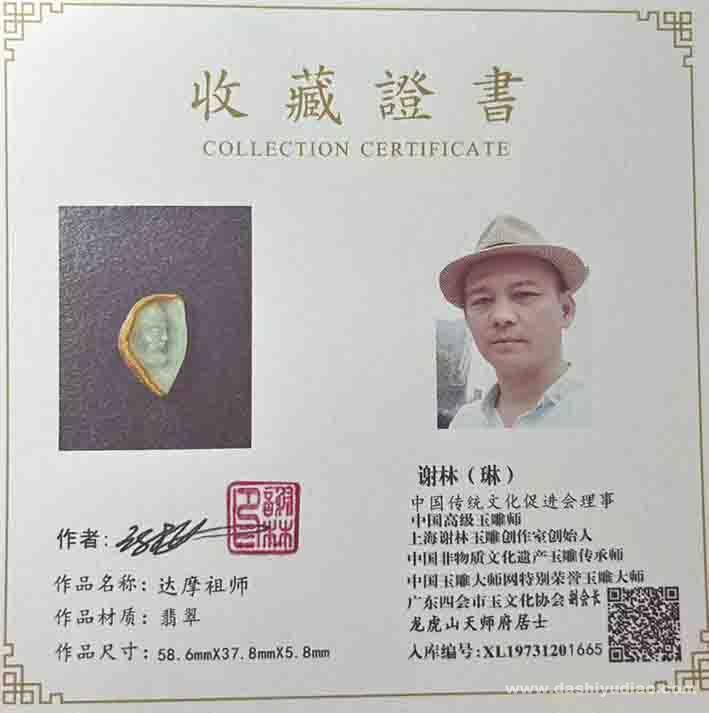 收藏證書
COLLECTION CERTIFICATE
谢林(琳)
中国传统文化促进会理事
中国高级玉雕师
上海谢林玉雕创作室创始人
中国非物质文化遗产玉雕传承师
中国玉雕大师网特别荣誉玉雕大师
广东四会市玉文化协会副会长
龙虎山天师府居士
入库编号:XL19731201665
作者:
谢林
作品名称:达摩祖师
作品材质:翡翠
作品尺寸:58.6mmX37.8mmX5.8mm
www.dashiyudiao.com